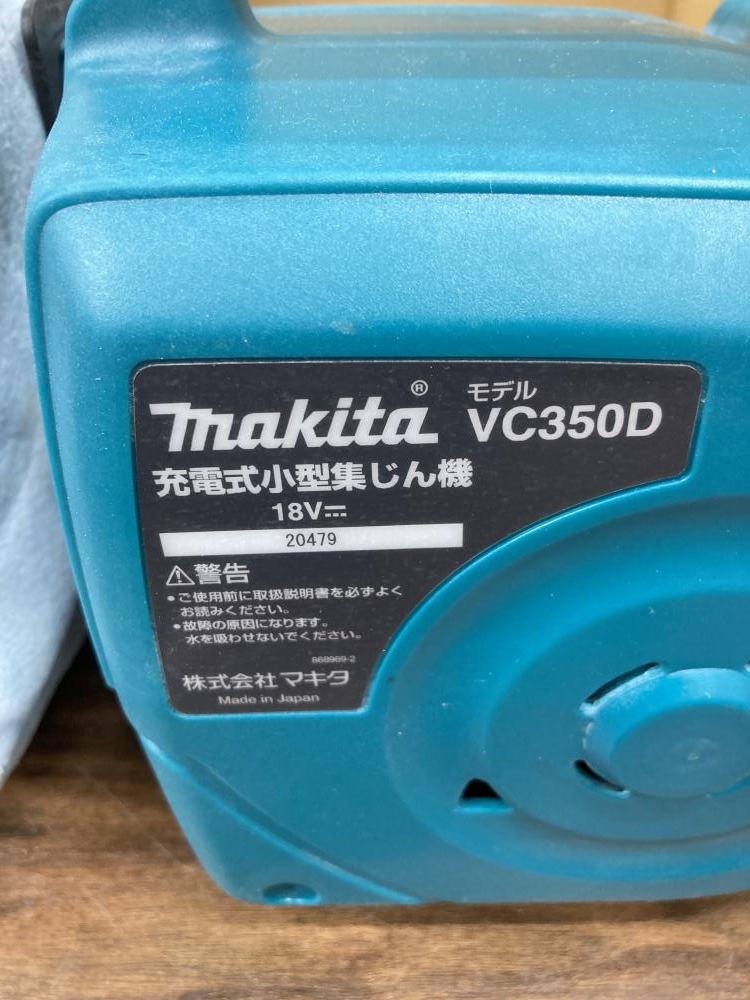 makita®
モデル
VC350D
充電式小型集じん機
18V⎓
20479
⚠警告
•ご使用前に取扱説明書を必ずよく
お読みください。
•故障の原因になります。
水を吸わせないでください。
868969-2
株式会社マキタ
Made in Japan